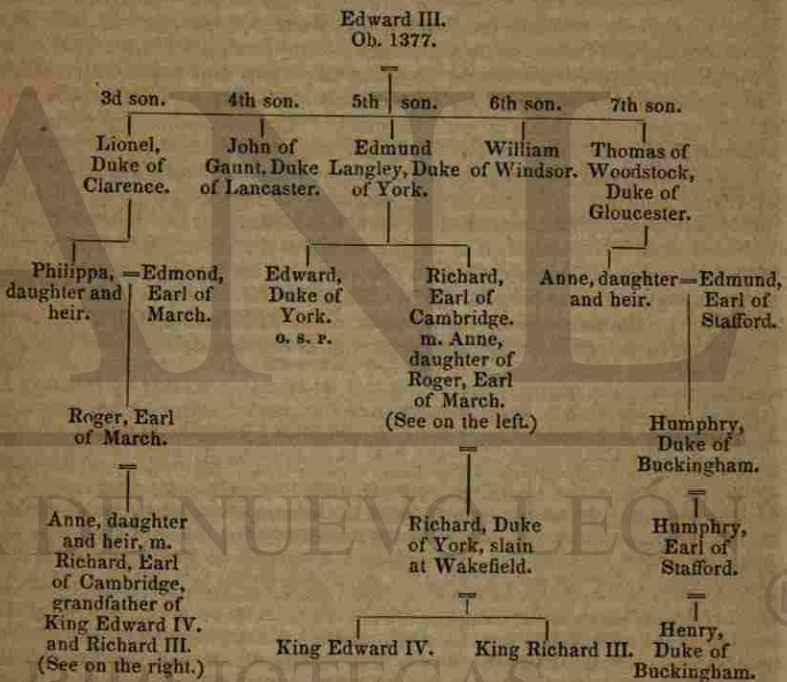 Edward III.
Ob. 1377.
3d son. 4th son. 5th son. 6th son. 7th son.
Lionel,
Duke of
Clarence.
John of
Gaunt, Duke
of Lancaster.
Edmund
Langley, Duke
of York.
William
of Windsor.
Thomas of
Woodstock,
Duke of
Gloucester.
Philippa,
daughter and
heir.
=Edmond,
Earl of
March.
Edward,
Duke of
York.
O. S. P.
Richard,
Earl of
Cambridge.
m. Anne,
daughter of
Roger, Earl
of March.
(See on the left.)
Anne, daughter
and heir.
=Edmund,
Earl of
Stafford.
Roger, Earl
of March.
Humphry,
Duke of
Buckingham.
Anne, daughter
and heir, m.
Richard, Earl
of Cambridge,
grandfather of
King Edward IV.
and Richard III.
(See on the right.)
Richard, Duke
of York, slain
at Wakefield.
Humphry,
Earl of
Stafford.
King Edward IV.
King Richard III.
Henry,
Duke of
Buckingham.
ANL
A DE NUEVO LEÓN
®
BIBLIOTECAS